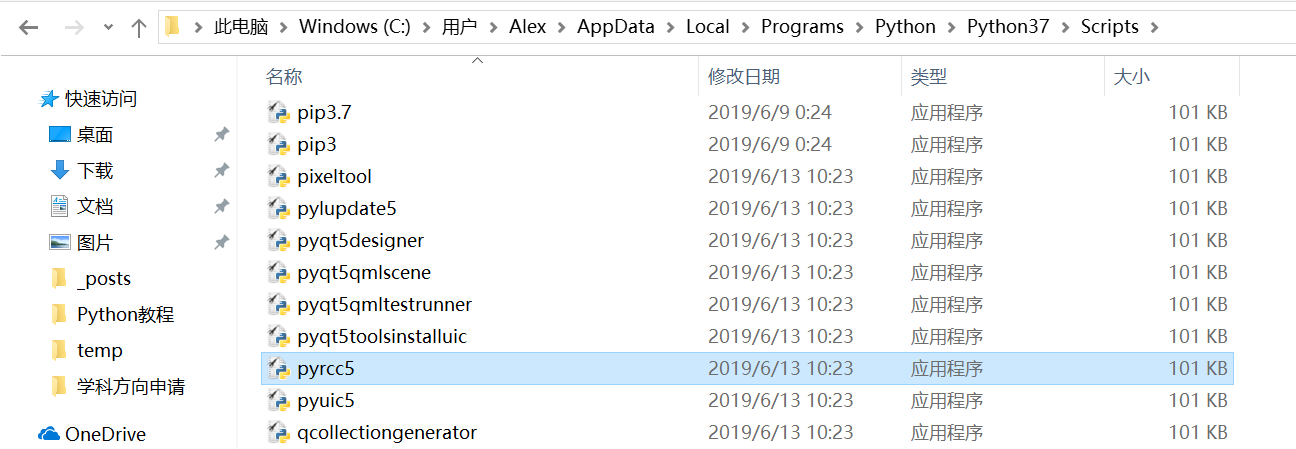 此电脑 > Windows (C:) > 用户 > Alex > AppData > Local > Programs > Python > Python37 > Scripts >
名称 修改日期 类型 大小
快速访问
桌面
下载
文档
图片
_posts
Python教程
temp
学科方向申请
OneDrive
pip3.7 2019/6/9 0:24 应用程序 101 KB
pip3 2019/6/9 0:24 应用程序 101 KB
pixeltool 2019/6/13 10:23 应用程序 101 KB
pylupdate5 2019/6/13 10:23 应用程序 101 KB
pyqt5designer 2019/6/13 10:23 应用程序 101 KB
pyqt5qmlscene 2019/6/13 10:23 应用程序 101 KB
pyqt5qmltestrunner 2019/6/13 10:23 应用程序 101 KB
pyqt5toolsinstalluic 2019/6/13 10:23 应用程序 101 KB
pyrcc5 2019/6/13 10:23 应用程序 101 KB
pyuic5 2019/6/13 10:23 应用程序 101 KB
qcollectiongenerator 2019/6/13 10:23 应用程序 101 KB